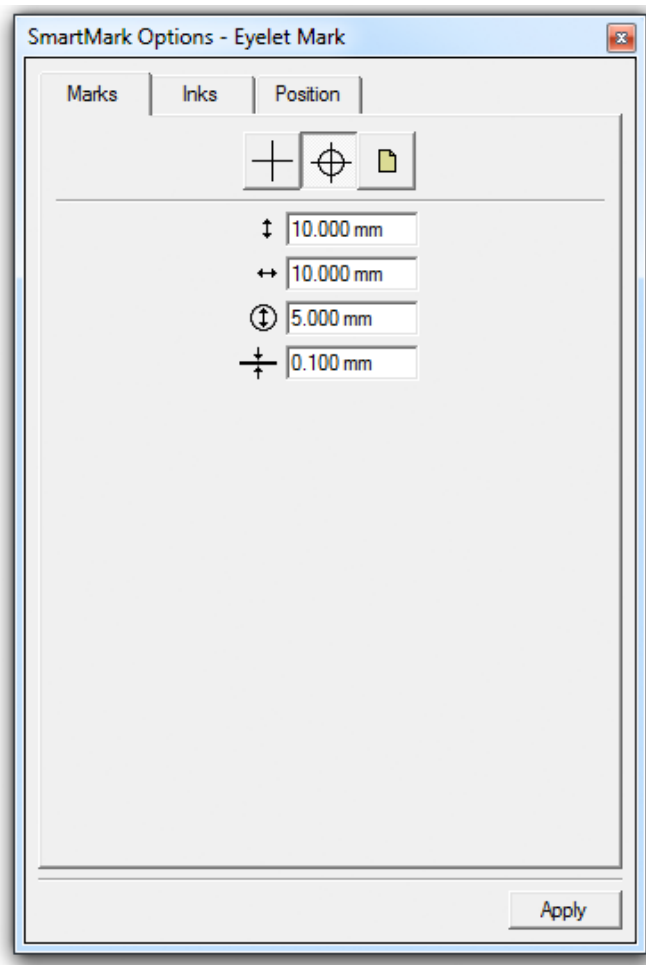 SmartMark Options - Eyelet Mark
Marks Inks Position
10.000 mm
10.000 mm
5.000 mm
0.100 mm
Apply